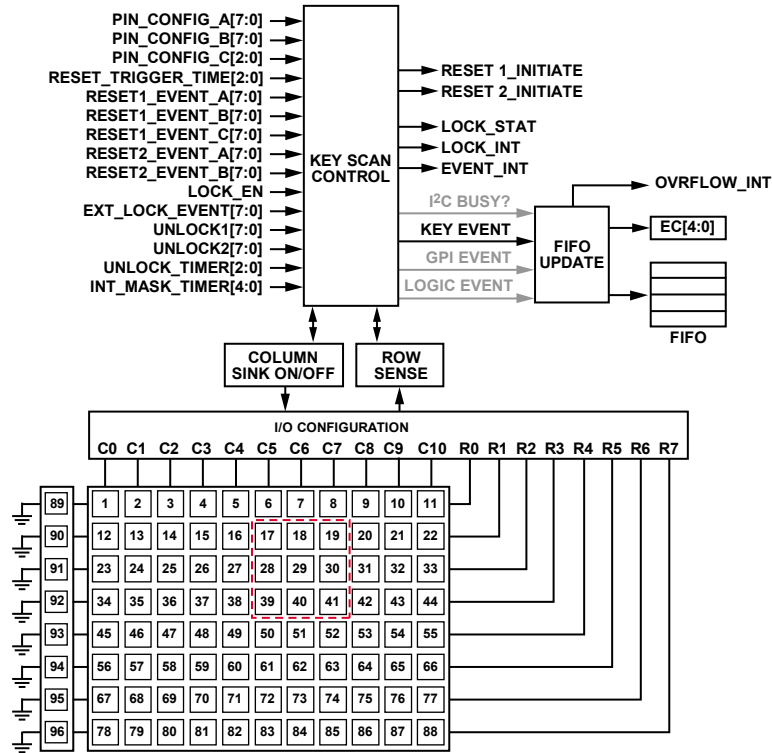 PIN_CONFIG_A[7:0]
PIN_CONFIG_B[7:0]
PIN_CONFIG_C[2:0]
RESET_TRIGGER_TIME[2:0]
RESET1_EVENT_A[7:0]
RESET1_EVENT_B[7:0]
RESET1_EVENT_C[7:0]
RESET2_EVENT_A[7:0]
RESET2_EVENT_B[7:0]
LOCK_EN
EXT_LOCK_EVENT[7:0]
UNLOCK1[7:0]
UNLOCK2[7:0]
UNLOCK_TIMER[2:0]
INT_MASK_TIMER[4:0]
KEY SCAN
CONTROL
RESET 1_INITIATE
RESET 2_INITIATE
LOCK_STAT
LOCK_INT
EVENT_INT
I2C BUSY?
KEY EVENT
GPI EVENT
LOGIC EVENT
FIFO
UPDATE
OVRFLOW_INT
EC[4:0]
FIFO
COLUMN
SINK ON/OFF
ROW
SENSE
I/O CONFIGURATION
C0 C1 C2 C3 C4 C5 C6 C7 C8 C9 C10 R0 R1 R2 R3 R4 R5 R6 R7
89 1 2 3 4 5 6 7 8 9 10 11
90 12 13 14 15 16 17 18 19 20 21 22
91 23 24 25 26 27 28 29 30 31 32 33
92 34 35 36 37 38 39 40 41 42 43 44
93 45 46 47 48 49 50 51 52 53 54 55
94 56 57 58 59 60 61 62 63 64 65 66
95 67 68 69 70 71 72 73 74 75 76 77
96 78 79 80 81 82 83 84 85 86 87 88